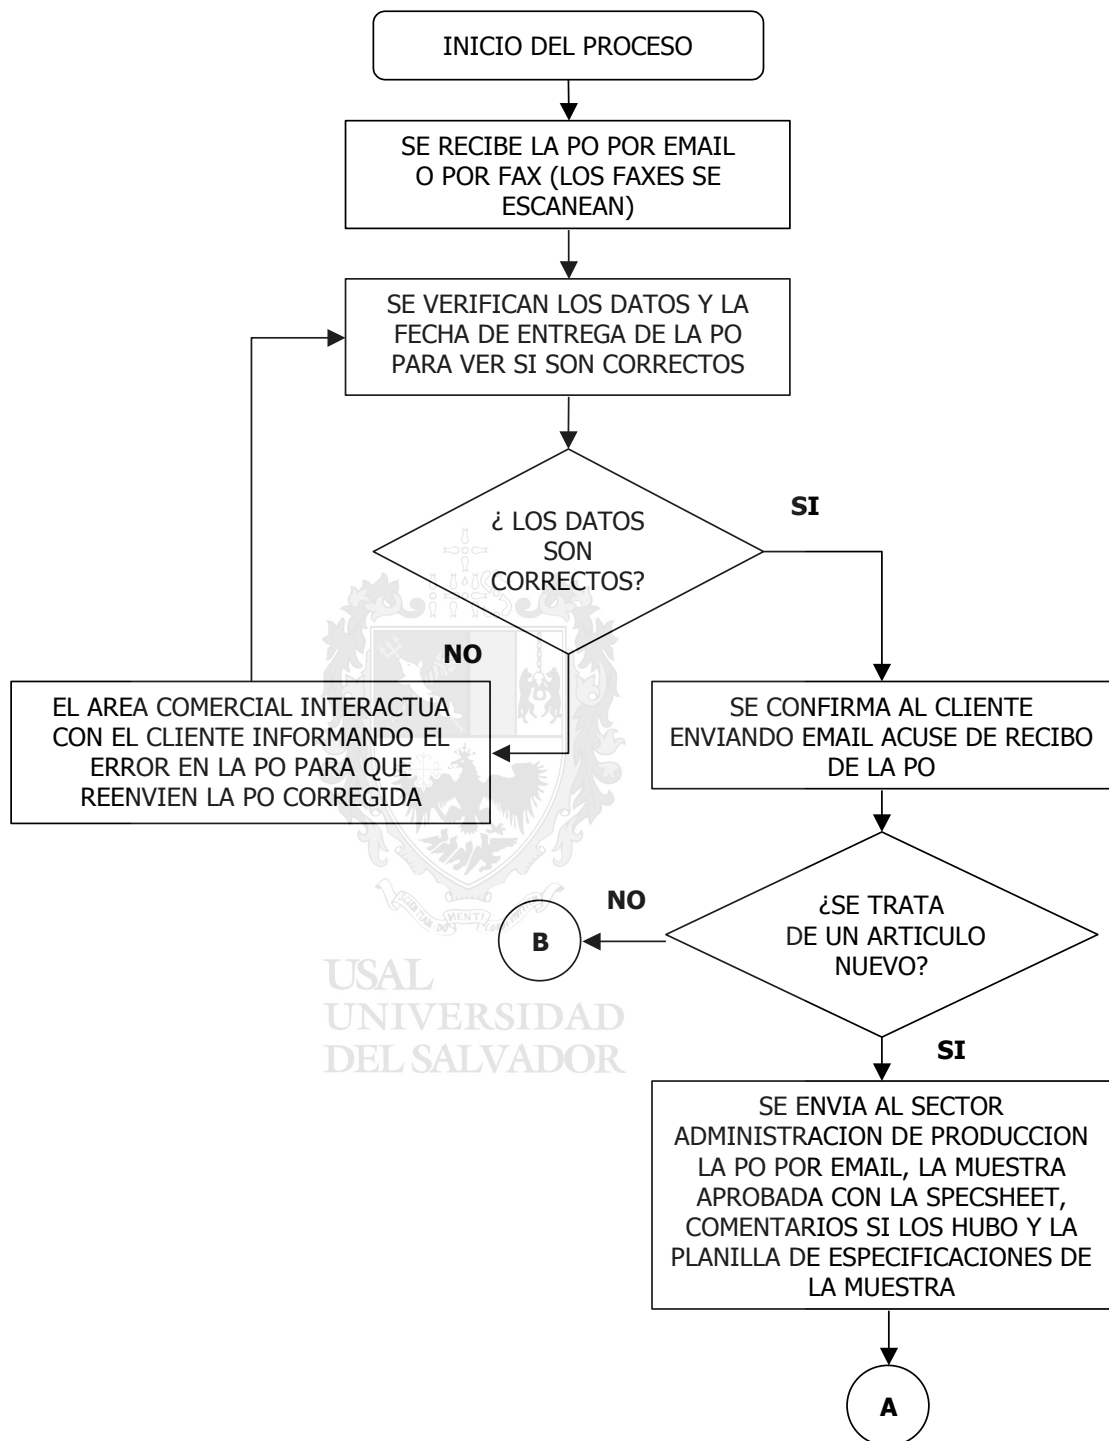 INICIO DEL PROCESO
SE RECIBE LA PO POR EMAIL
O POR FAX (LOS FAXES SE
ESCANEAN)
SE VERIFICAN LOS DATOS Y LA
FECHA DE ENTREGA DE LA PO
PARA VER SI SON CORRECTOS
¿ LOS DATOS
SON
CORRECTOS?
SI
NO
EL AREA COMERCIAL INTERACTUA
CON EL CLIENTE INFORMANDO EL
ERROR EN LA PO PARA QUE
REENVIEN LA PO CORREGIDA
SE CONFIRMA AL CLIENTE
ENVIANDO EMAIL ACUSE DE RECIBO
DE LA PO
¿SE TRATA
DE UN ARTICULO
NUEVO?
NO
B
USAL
UNIVERSIDAD
DEL SALVADOR
SI
SE ENVIA AL SECTOR
ADMINISTRACION DE PRODUCCION
LA PO POR EMAIL, LA MUESTRA
APROBADA CON LA SPECSHEET,
COMENTARIOS SI LOS HUBO Y LA
PLANILLA DE ESPECIFICACIONES DE
LA MUESTRA
A